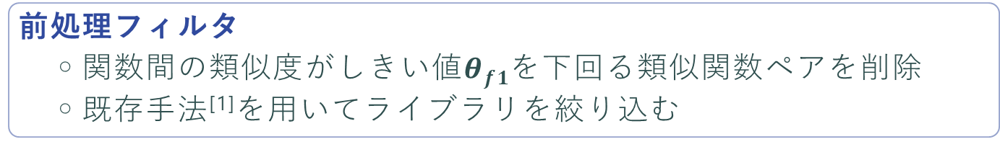 前処理フィルタ
○ 関数間の類似度がしきい値θf1を下回る類似関数ペアを削除
○ 既存手法[1]を用いてライブラリを絞り込む